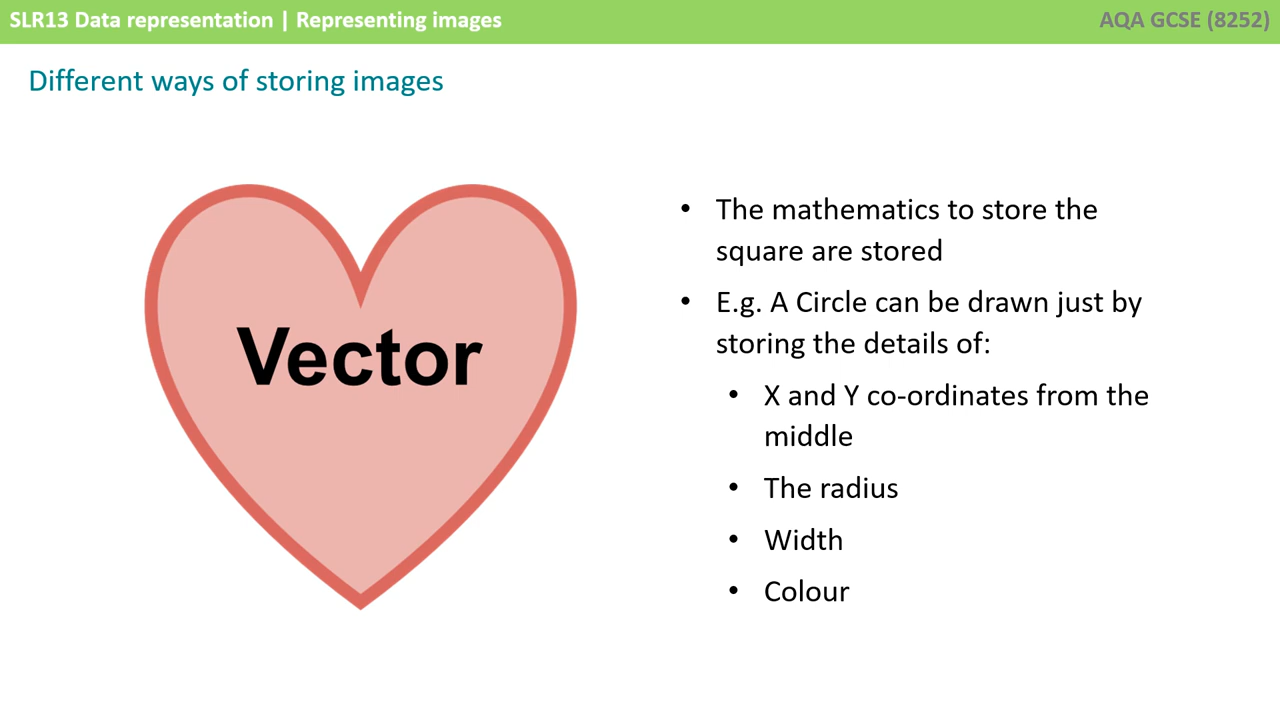 SLR13 Data representation | Representing images
AQA GCSE (8252)
Different ways of storing images
Vector
• The mathematics to store the
square are stored
• E.g. A Circle can be drawn just by
storing the details of:
• X and Y co-ordinates from the
middle
• The radius
• Width
• Colour